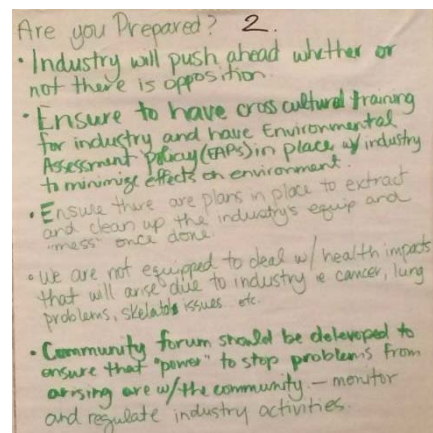 Are you Prepared? 2.
• Industry will push ahead whether or
not there is opposition.
• Ensure to have cross cultural training
for industry and have Environmental
Assessment Policy (EAPs) in place w/ industry
to minimize effects on environment.
• Ensure there are plans in place to extract
and clean up the industry's equip and
"mess" once done.
• We are not equipped to deal w/ health impacts
that will arise due to industry ie cancer, lung
problems, skelatable issues.. etc.
• Community forum should be deleveped to
ensure that "power" to stop problems from
arising are w/ the community. – monitor
and regulate industry activities.